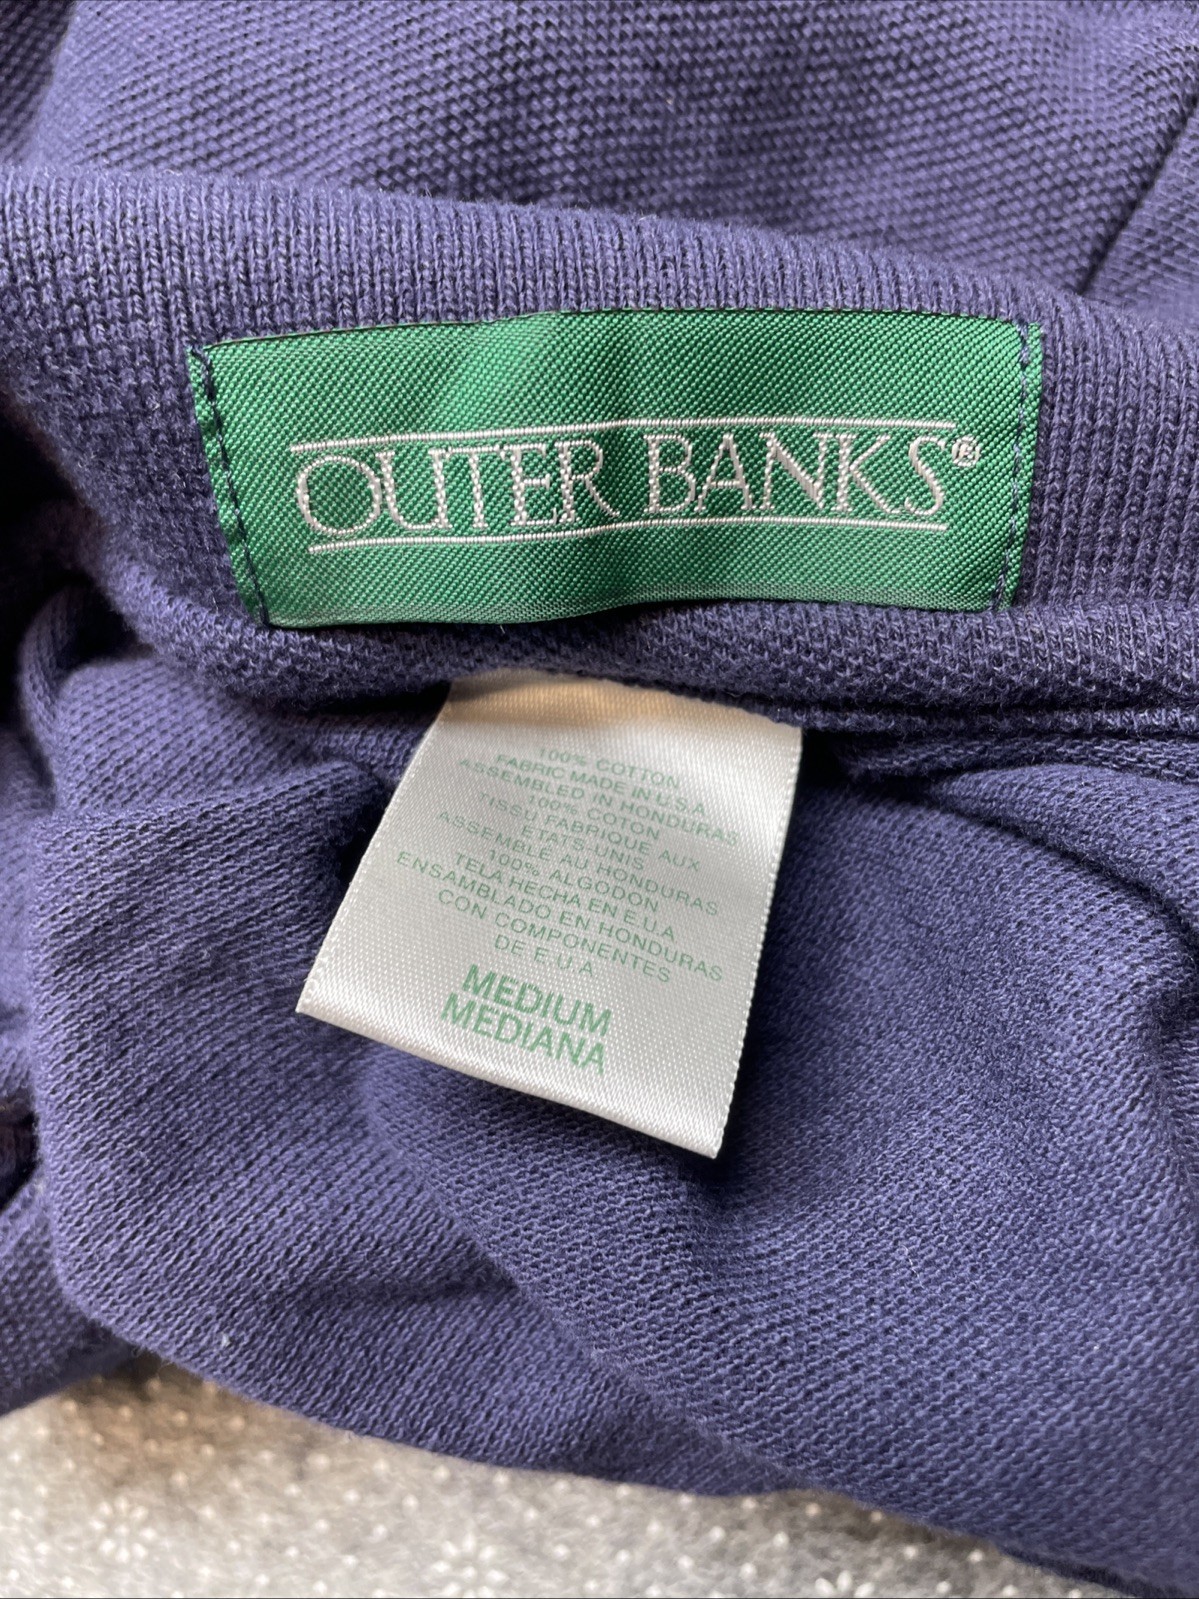 OUTER BANKS®
100% COTTON
FABRIC MADE IN U.S.A.
ASSEMBLED IN HONDURAS
100% COTON
TISSU FABRIQUE AUX
ETATS-UNIS
ASSEMBLÉ AU HONDURAS
100% ALGODON
TELA HECHA EN E.U.A.
ENSAMBLADO EN HONDURAS
CON COMPONENTES
DE E.U.A.
MEDIUM
MEDIANA